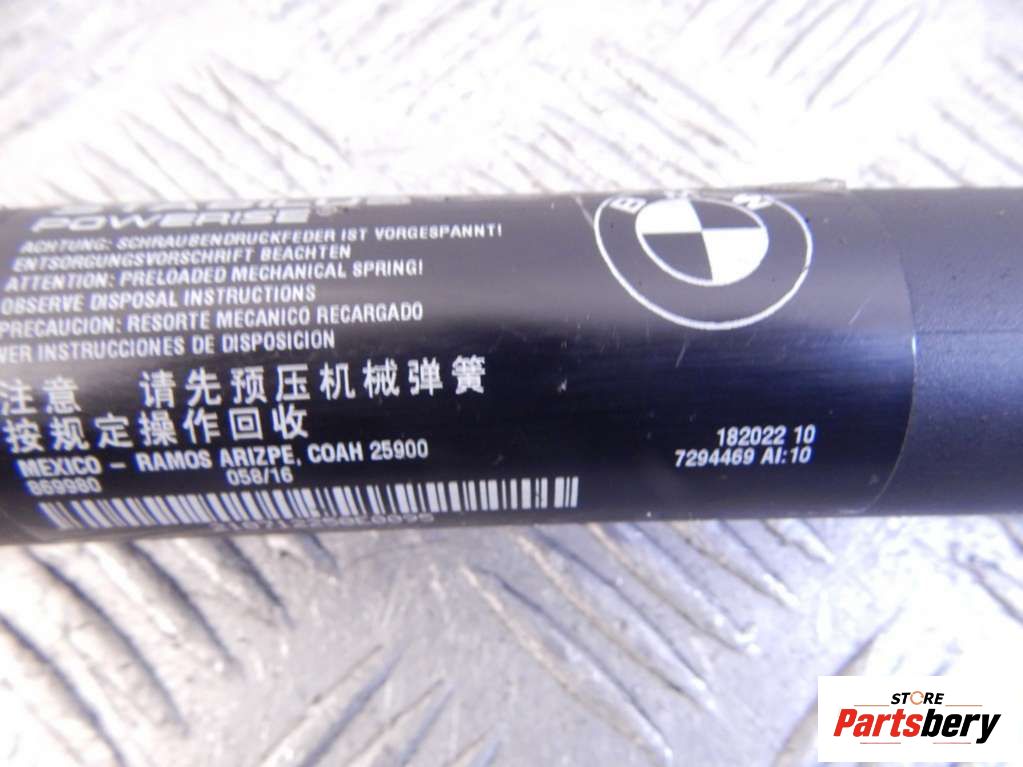 POWERISE®
ACHTUNG: SCHRAUBENDRUCKFEDER IST VORGESPANNT!
ENTSORGUNGSVORSCHRIFT BEACHTEN
ATTENTION: PRELOADED MECHANICAL SPRING!
OBSERVE DISPOSAL INSTRUCTIONS
PRECAUCION: RESORTE MECANICO RECARGADO
VER INSTRUCCIONES DE DISPOSICION
注意 请先预压机械弹簧
按规定操作回收
MEXICO - RAMOS ARIZPE, COAH 25900
869980 058/16
182022 10
7294469 AI:10
STORE
Partsbery